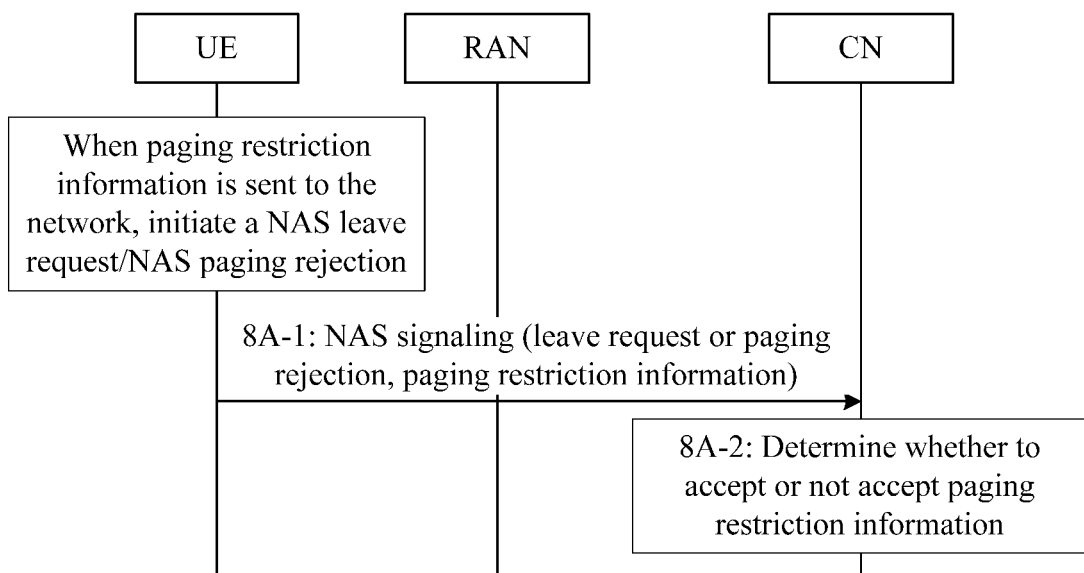 UE
RAN
CN
When paging restriction
information is sent to the
network, initiate a NAS leave
request/NAS paging rejection
8A-1: NAS signaling (leave request or paging
rejection, paging restriction information)
8A-2: Determine whether to
accept or not accept paging
restriction information